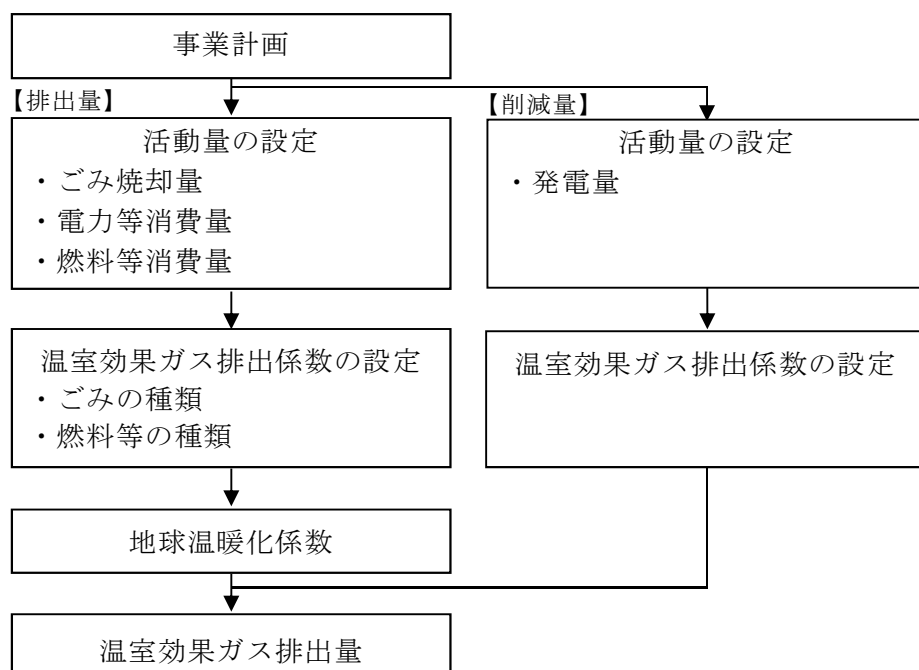 事業計画
【排出量】
活動量の設定
・ごみ焼却量
・電力等消費量
・燃料等消費量
温室効果ガス排出係数の設定
・ごみの種類
・燃料等の種類
地球温暖化係数
【削減量】
活動量の設定
・発電量
温室効果ガス排出係数の設定
温室効果ガス排出量